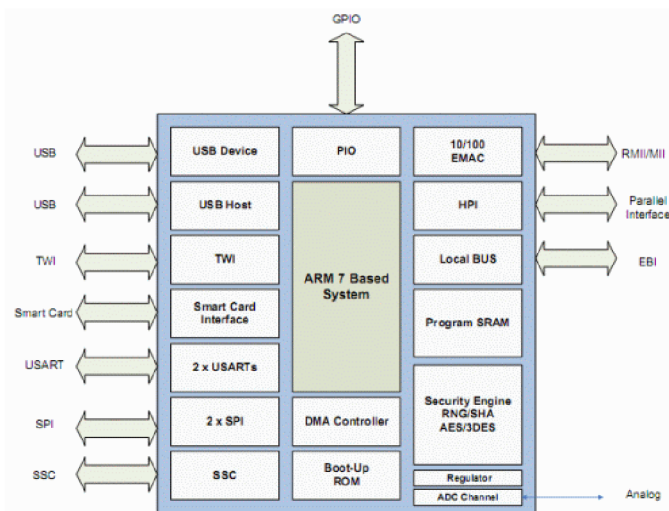 GPIO
USB
USB Device
PIO
10/100
EMAC
RMII/MII
USB
USB Host
HPI
Parallel
Interface
TWI
TWI
Local BUS
EBI
ARM 7 Based
System
Smart Card
Smart Card
Interface
Program SRAM
USART
2 x USARTs
SPI
2 x SPI
DMA Controller
Security Engine
RNG/SHA
AES/3DES
SSC
SSC
Boot-Up
ROM
Regulator
ADC Channel
Analog